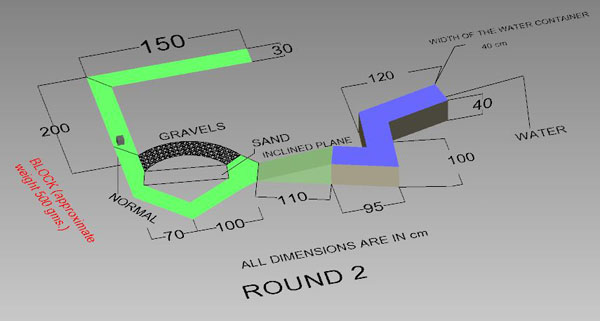 WIDTH OF THE WATER CONTAINER
40 cm
150
30
120
200
40
GRAVELS
SAND
INCLINED PLANE
WATER
BLOCK (approximate
weight 500 gms.)
NORMAL
100
110
95
70
100
ALL DIMENSIONS ARE IN cm
ROUND 2